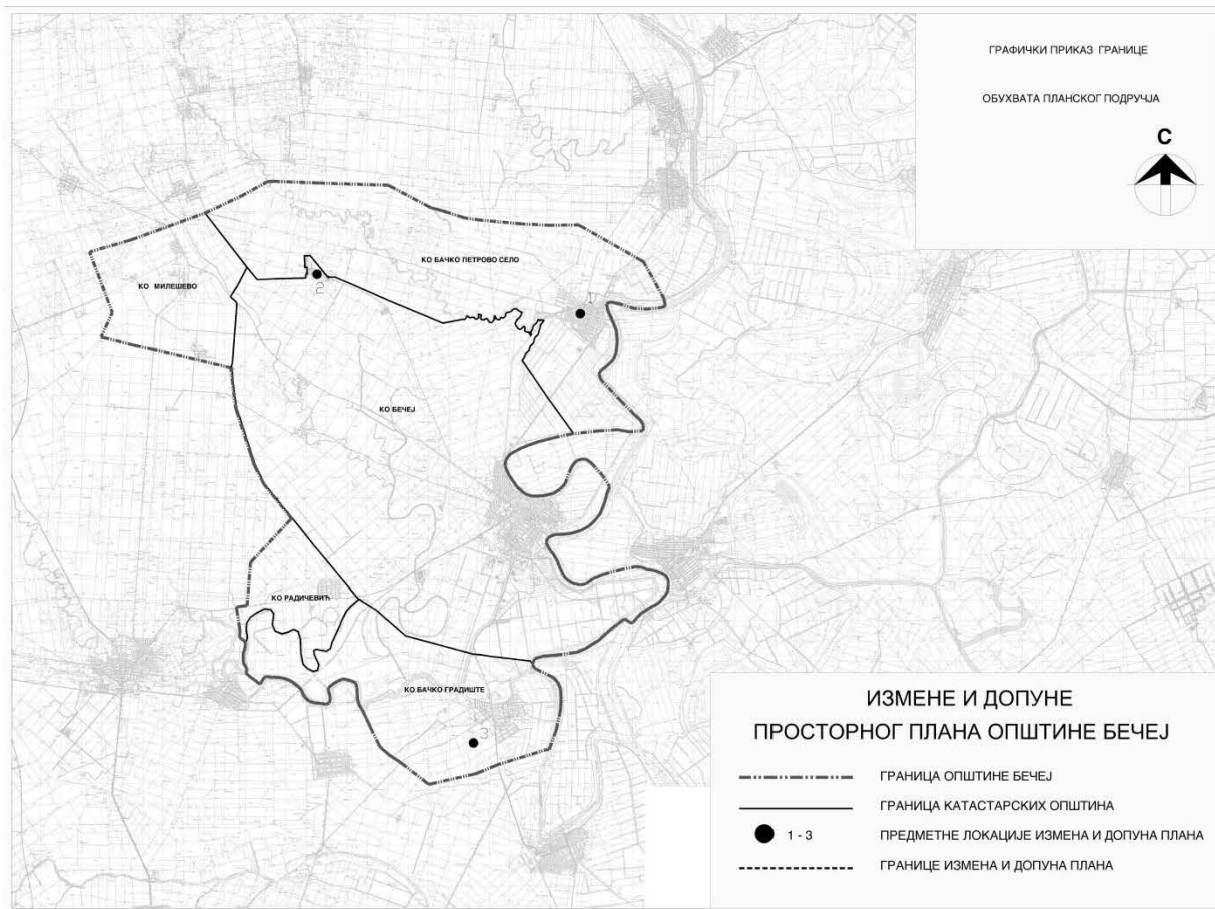 ГРАФИЧКИ ПРИКАЗ ГРАНИЦЕ
ОБУХВАТА ПЛАНСКОГ ПОДРУЧЈА
С
КО БАЧКО ПЕТРОВО СЕЛО
КО МИЛЕШЕВО
2
1
КО БЕЧЕЈ
КО РАДИЧЕВИЋ
КО БАЧКО ГРАДИШТЕ
3
ИЗМЕНЕ И ДОПУНЕ
ПРОСТОРНОГ ПЛАНА ОПШТИНЕ БЕЧЕЈ
ГРАНИЦА ОПШТИНЕ БЕЧЕЈ
ГРАНИЦА КАТАСТАРСКИХ ОПШТИНА
1 - 3 ПРЕДМЕТНЕ ЛОКАЦИЈЕ ИЗМЕНА И ДОПУНА ПЛАНА
ГРАНИЦЕ ИЗМЕНА И ДОПУНА ПЛАНА